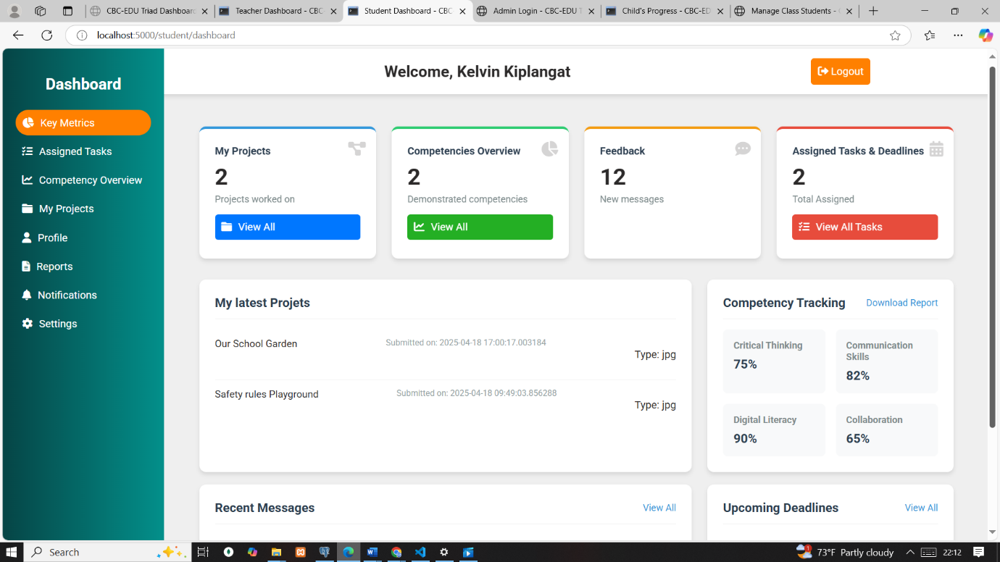 CBC-EDU Triad Dashboard
Teacher Dashboard - CBC
Student Dashboard - CBC
Admin Login - CBC-EDU T
Child's Progress - CBC-ED
Manage Class Students -
localhost:5000/student/dashboard
Dashboard
Key Metrics
Assigned Tasks
Competency Overview
My Projects
Profile
Reports
Notifications
Settings
Welcome, Kelvin Kiplangat
Logout
My Projects
2
Projects worked on
View All
Competencies Overview
2
Demonstrated competencies
View All
Feedback
12
New messages
Assigned Tasks & Deadlines
2
Total Assigned
View All Tasks
My latest Projets
Our School Garden
Submitted on: 2025-04-18 17:00:17.003184
Type: jpg
Safety rules Playground
Submitted on: 2025-04-18 09:49:03.856288
Type: jpg
Competency Tracking
Download Report
Critical Thinking
75%
Communication
Skills
82%
Digital Literacy
90%
Collaboration
65%
Recent Messages
View All
Upcoming Deadlines
View All
Search
1
73°F Partly cloudy
22:12